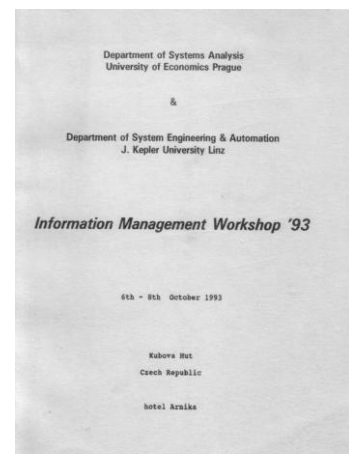 Department of Systems Analysis
University of Economics Prague
&
Department of System Engineering & Automation
J. Kepler University Linz
Information Management Workshop '93
6th - 8th October 1993
Kubova Hut
Czech Republic
hotel Arnika